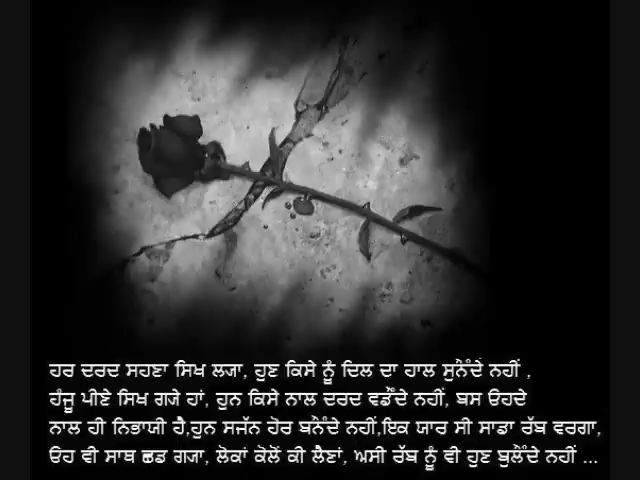 ਹਰ ਦਰਦ ਸਹਣਾ ਸਿਖ ਲਯਾ, ਹੁਣ ਕਿਸੇ ਨੂੰ ਦਿਲ ਦਾ ਹਾਲ ਸੁਨੌਂਦੇ ਨਹੀਂ ,
ਹੰਜੂ ਪੀਣੇ ਸਿਖ ਗਯੇ ਹਾਂ, ਹੁਨ ਕਿਸੇ ਨਾਲ ਦਰਦ ਵਡੌਂਦੇ ਨਹੀਂ, ਬਸ ਓਹਦੇ
ਨਾਲ ਹੀ ਨਿਭਾਯੀ ਹੈ,ਹੁਨ ਸਜੱਨ ਹੋਰ ਬਨੌਂਦੇ ਨਹੀਂ,ਇਕ ਯਾਰ ਸੀ ਸਾਡਾ ਰੱਬ ਵਰਗਾ,
ਓਹ ਵੀ ਸਾਥ ਛਡ ਗਯਾ, ਲੋਕਾਂ ਕੋਲੋਂ ਕੀ ਲੈਣਾਂ, ਅਸੀ ਰੱਬ ਨੂੰ ਵੀ ਹੁਣ ਬੁਲੌਂਦੇ ਨਹੀਂ ...